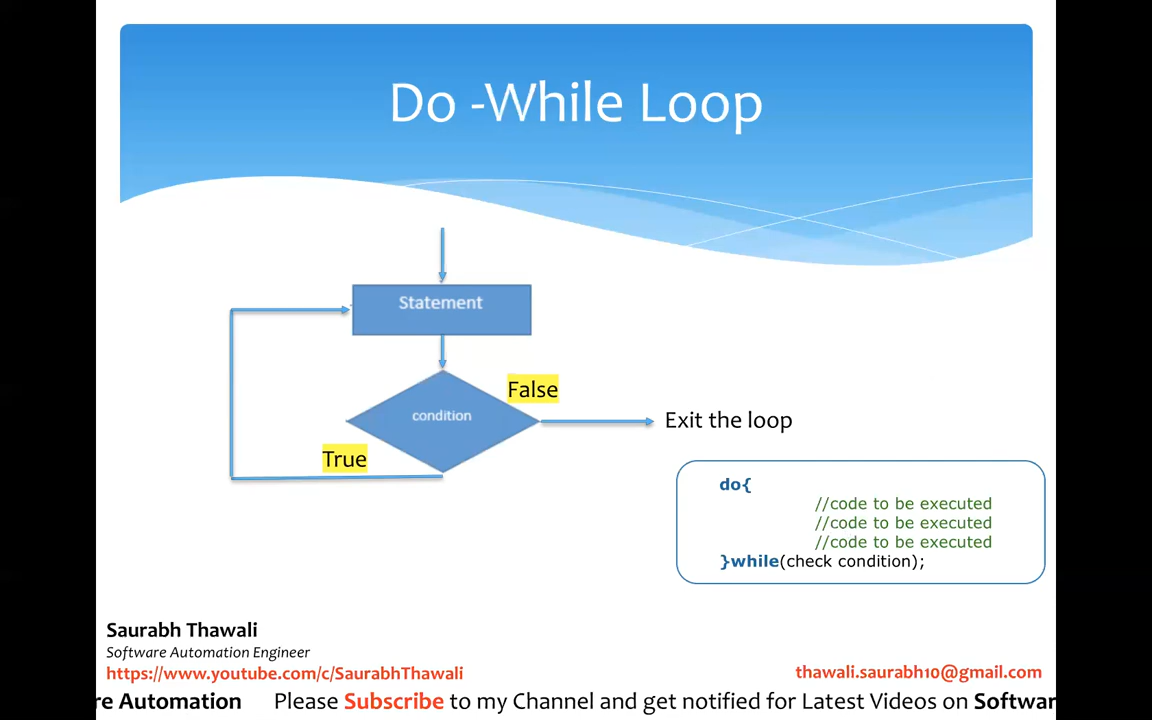 Do -While Loop
Statement
condition
False
True
Exit the loop
do{
//code to be executed
//code to be executed
//code to be executed
}while(check condition);
Saurabh Thawali
Software Automation Engineer
https://www.youtube.com/c/SaurabhThawali
thawali.saurabh10@gmail.com
re Automation Please Subscribe to my Channel and get notified for Latest Videos on Softwar